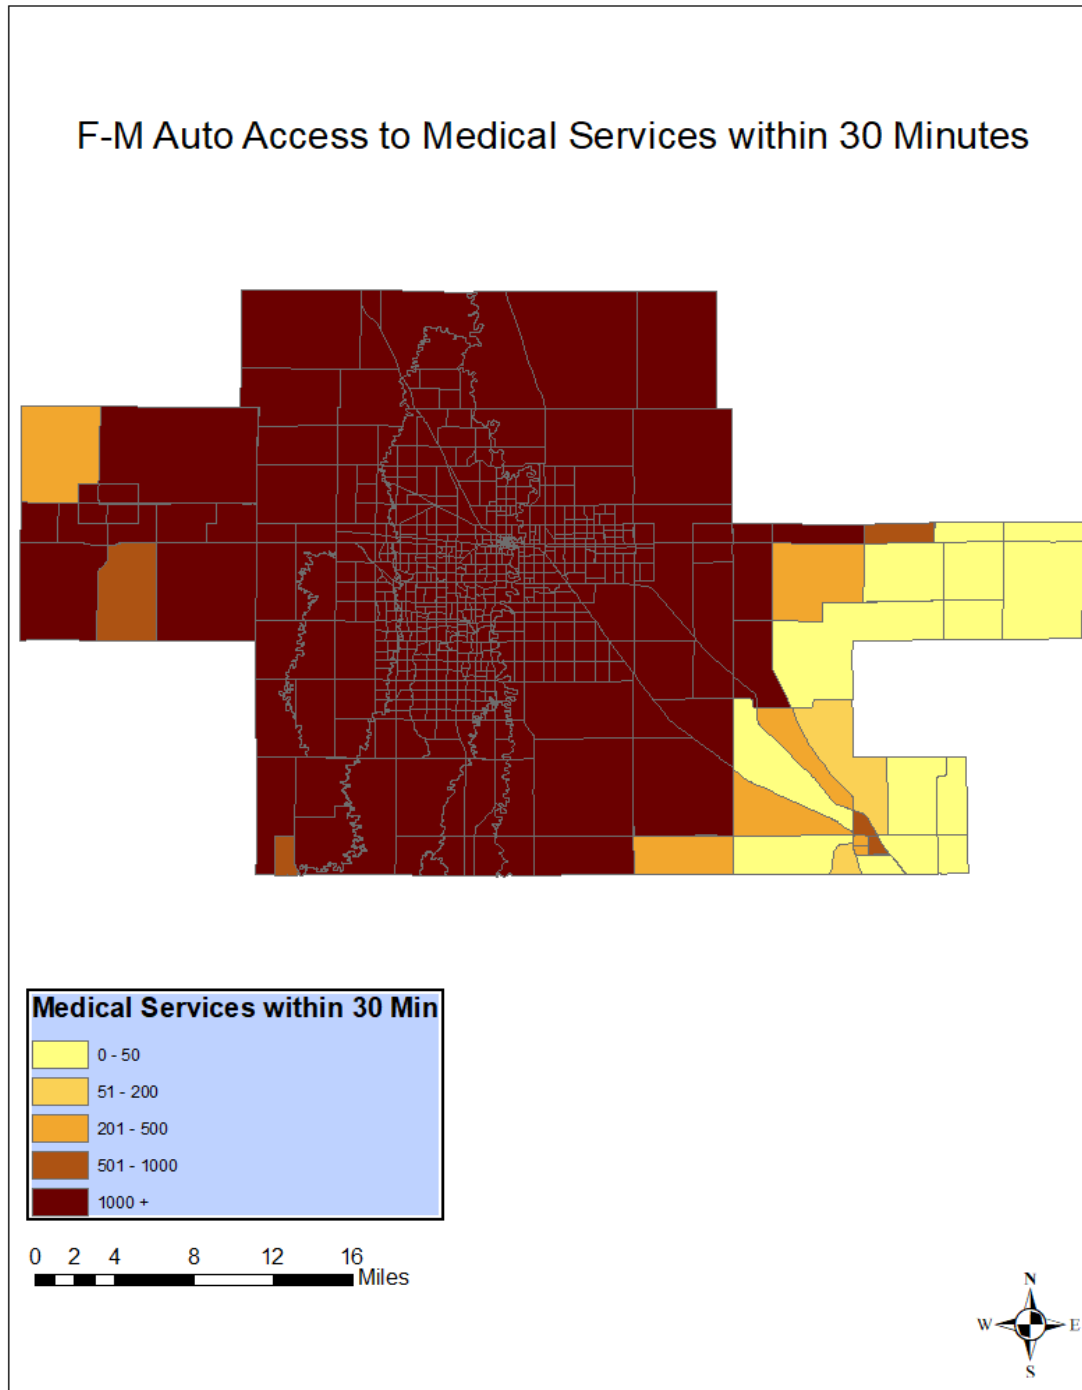 F-M Auto Access to Medical Services within 30 Minutes
Medical Services within 30 Min
0 - 50
51 - 200
201 - 500
501 - 1000
1000 +
0 2 4 8 12 16
Miles
N
W E
S